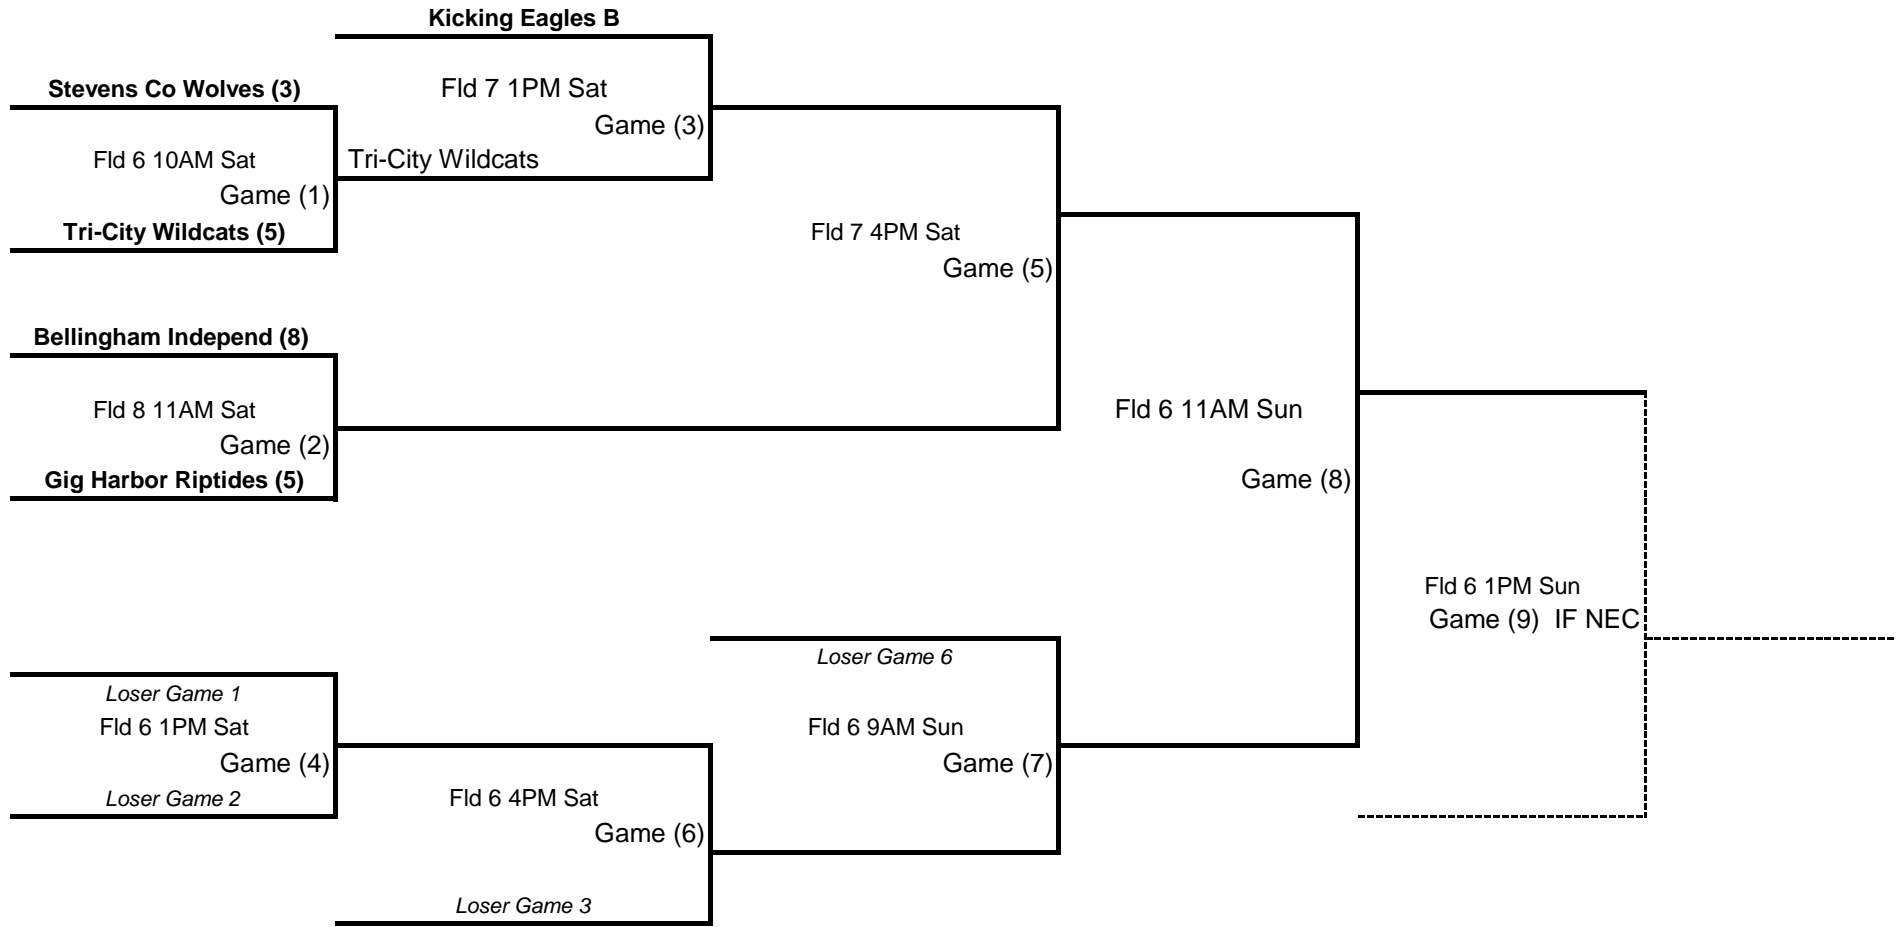 Kicking Eagles B
Stevens Co Wolves (3)
Fld 7 1PM Sat
Game (3)
Fld 6 10AM Sat
Tri-City Wildcats
Game (1)
Tri-City Wildcats (5)
Fld 7 4PM Sat
Game (5)
Bellingham Independ (8)
Fld 8 11AM Sat
Fld 6 11AM Sun
Game (2)
Gig Harbor Riptides (5)
Game (8)
Fld 6 1PM Sun
Game (9) IF NEC
Loser Game 6
Loser Game 1
Fld 6 1PM Sat
Fld 6 9AM Sun
Game (4)
Game (7)
Loser Game 2
Fld 6 4PM Sat
Game (6)
Loser Game 3